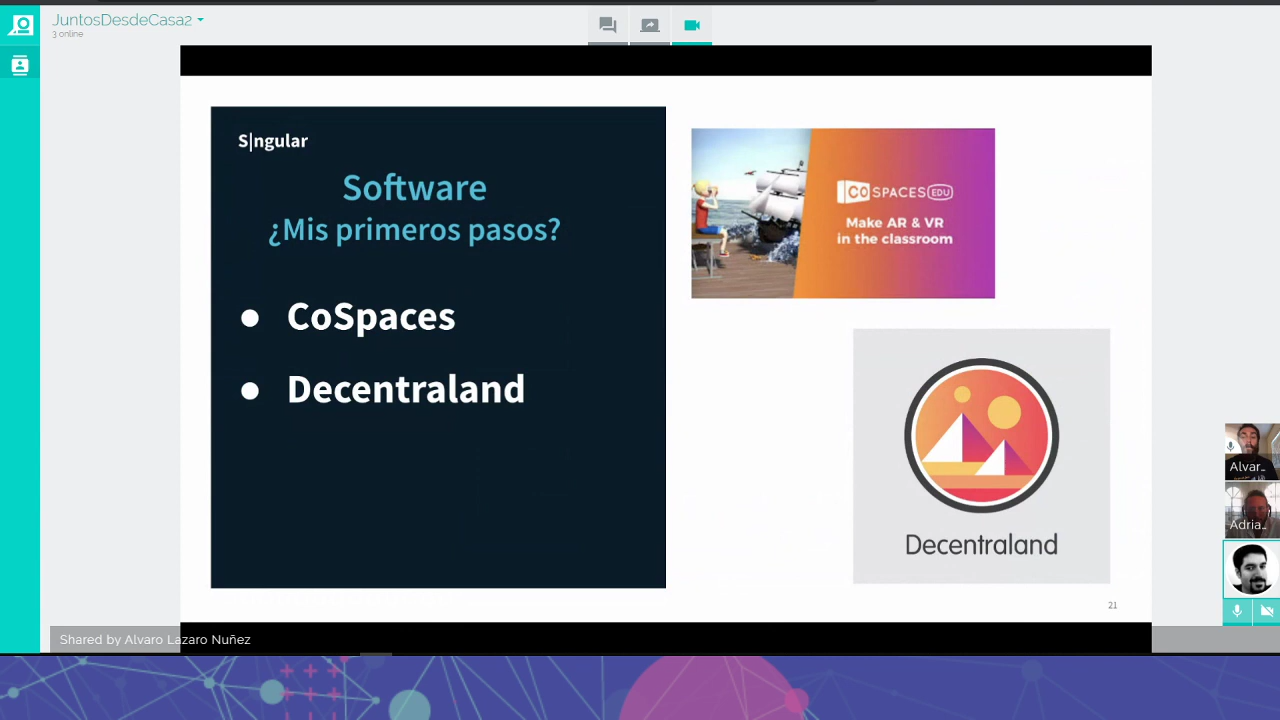 JuntosDesdeCasa2
3 online
S|ngular
Software
¿Mis primeros pasos?
● CoSpaces
● Decentraland
COSPACES EDU
Make AR & VR
in the classroom
Decentraland
21
Alvar...
Adria...
Shared by Alvaro Lazaro Nuñez